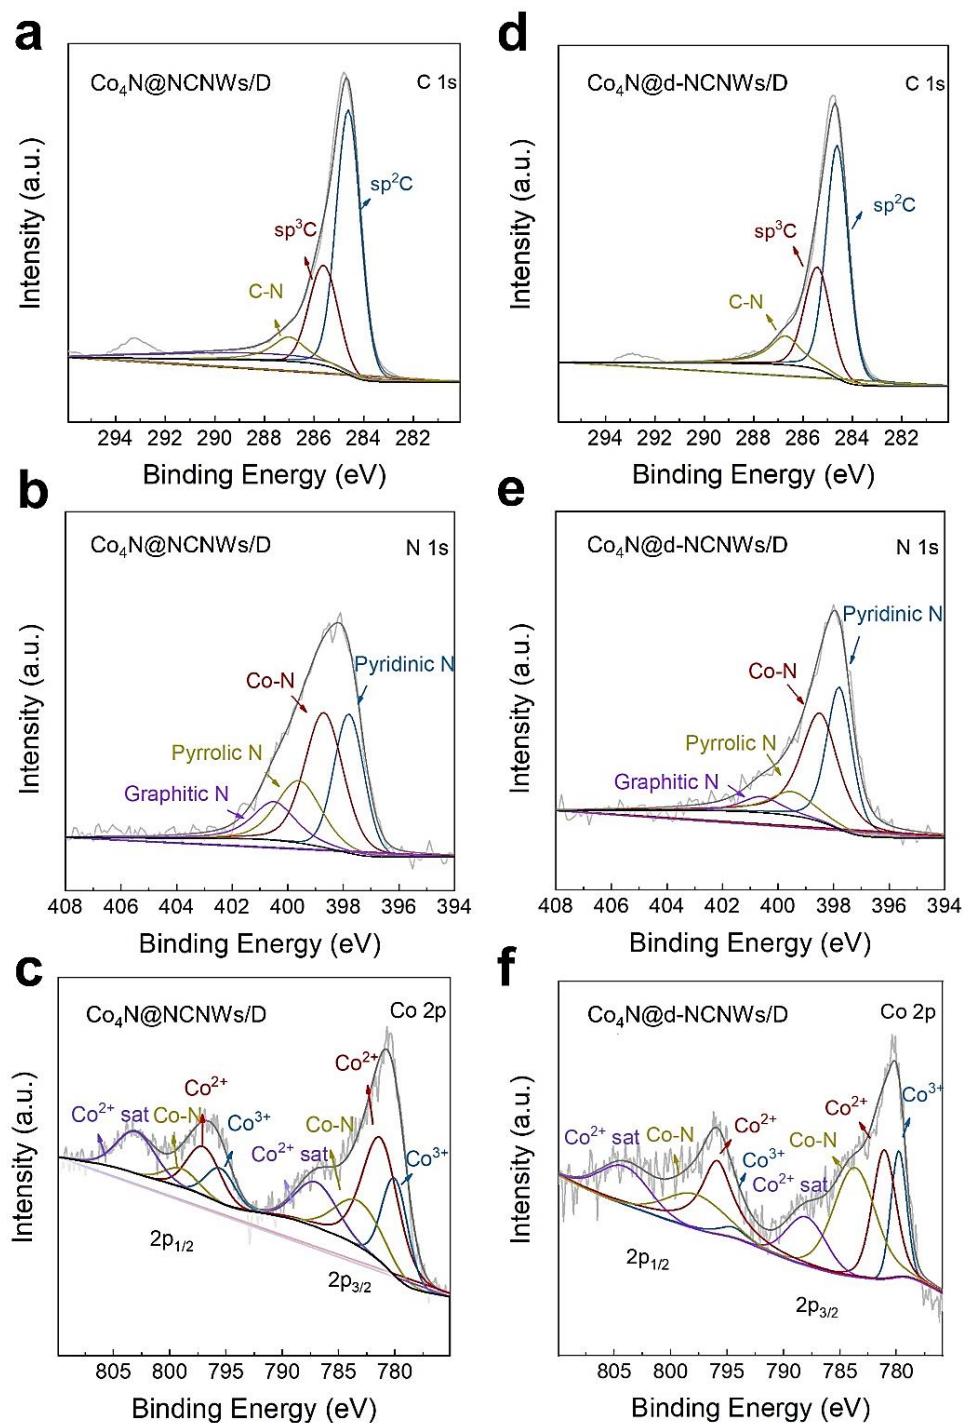 a
Co₄N@NCNWs/D
C 1s
sp²C
sp³C
C-N
Intensity (a.u.)
294 292 290 288 286 284 282
Binding Energy (eV)
d
Co₄N@d-NCNWs/D
C 1s
sp³C
sp²C
C-N
Intensity (a.u.)
294 292 290 288 286 284 282
Binding Energy (eV)
b
Co₄N@NCNWs/D
N 1s
Co-N
Pyridinic N
Pyrrolic N
Graphitic N
Intensity (a.u.)
408 406 404 402 400 398 396 394
Binding Energy (eV)
e
Co₄N@d-NCNWs/D
N 1s
Pyridinic N
Co-N
Pyrrolic N
Graphitic N
Intensity (a.u.)
408 406 404 402 400 398 396 394
Binding Energy (eV)
c
Co₄N@NCNWs/D
Co 2p
Co²⁺
Co²⁺
Co²⁺ sat
Co-N
Co³⁺
Co-N
Co²⁺ sat
Co³⁺
2p₁/₂
2p₃/₂
Intensity (a.u.)
805 800 795 790 785 780
Binding Energy (eV)
f
Co₄N@d-NCNWs/D
Co 2p
Co²⁺ sat
Co-N
Co²⁺
Co³⁺
Co²⁺ sat
Co-N
Co²⁺
Co³⁺
2p₁/₂
2p₃/₂
Intensity (a.u.)
805 800 795 790 785 780
Binding Energy (eV)